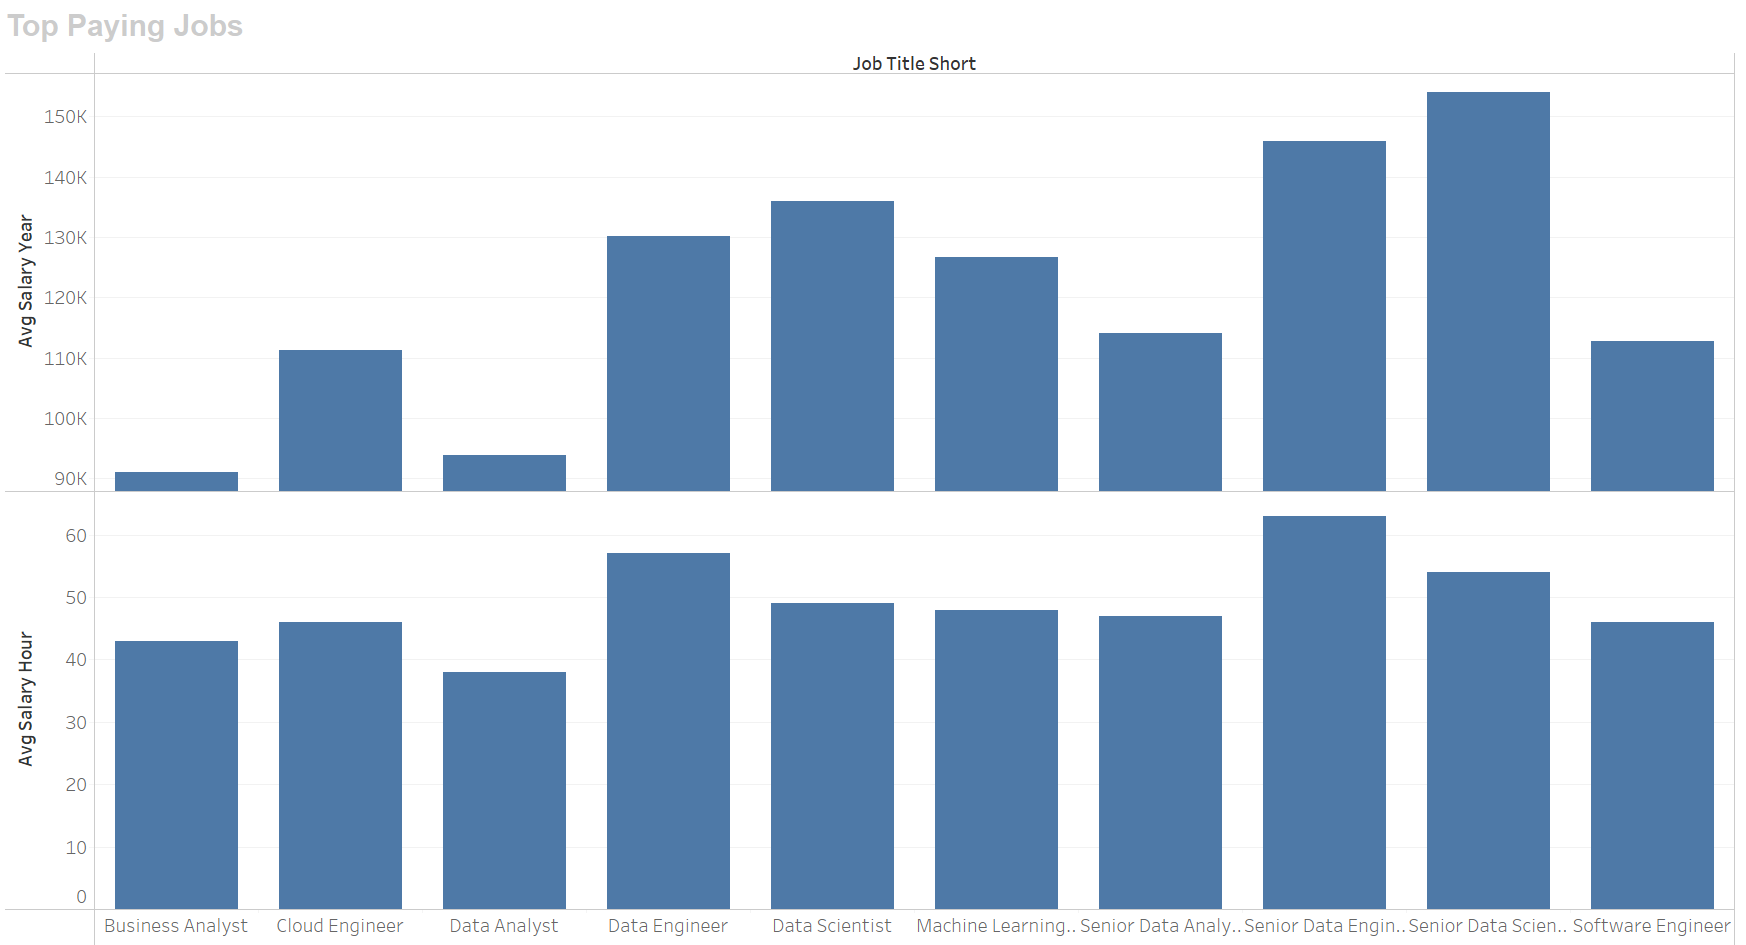 Top Paying Jobs
Job Title Short
Avg Salary Year
150K
140K
130K
120K
110K
100K
90K
Avg Salary Hour
60
50
40
30
20
10
0
Business Analyst Cloud Engineer Data Analyst Data Engineer Data Scientist Machine Learning.. Senior Data Analy.. Senior Data Engin.. Senior Data Scien.. Software Engineer